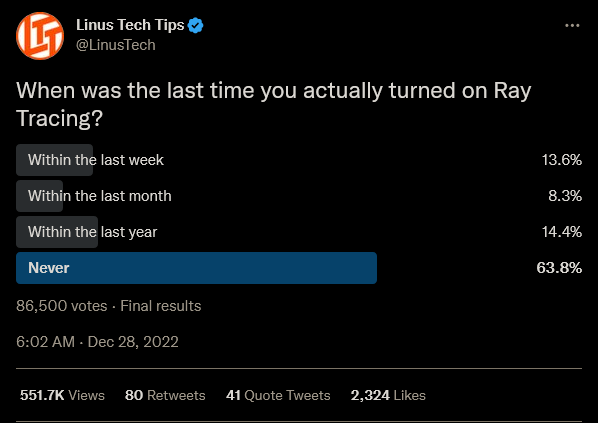 LTT
Linus Tech Tips
@LinusTech
When was the last time you actually turned on Ray
Tracing?
Within the last week 13.6%
Within the last month 8.3%
Within the last year 14.4%
Never 63.8%
86,500 votes · Final results
6:02 AM · Dec 28, 2022
551.7K Views 80 Retweets 41 Quote Tweets 2,324 Likes